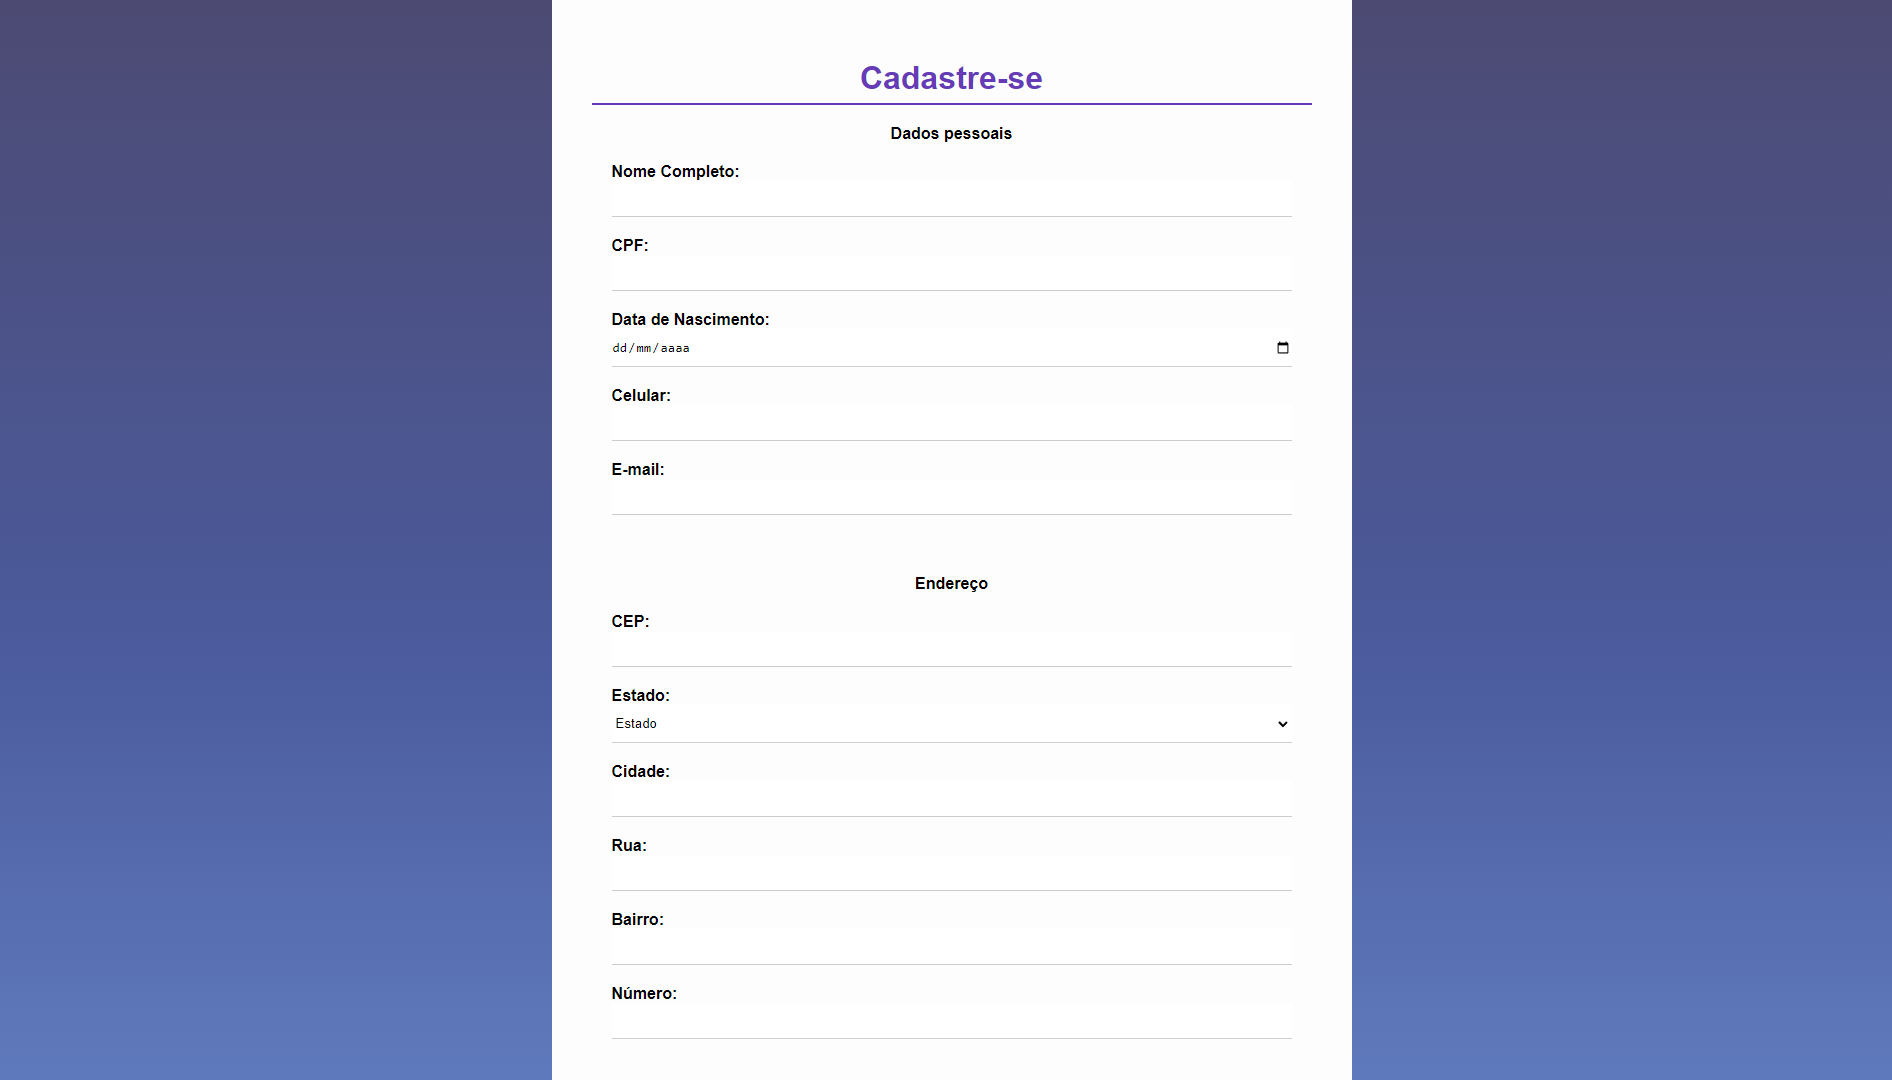 Cadastre-se
Dados pessoais
Nome Completo:
CPF:
Data de Nascimento:
dd/mm/aaaa
Celular:
E-mail:
Endereço
CEP:
Estado:
Estado
Cidade:
Rua:
Bairro:
Número: